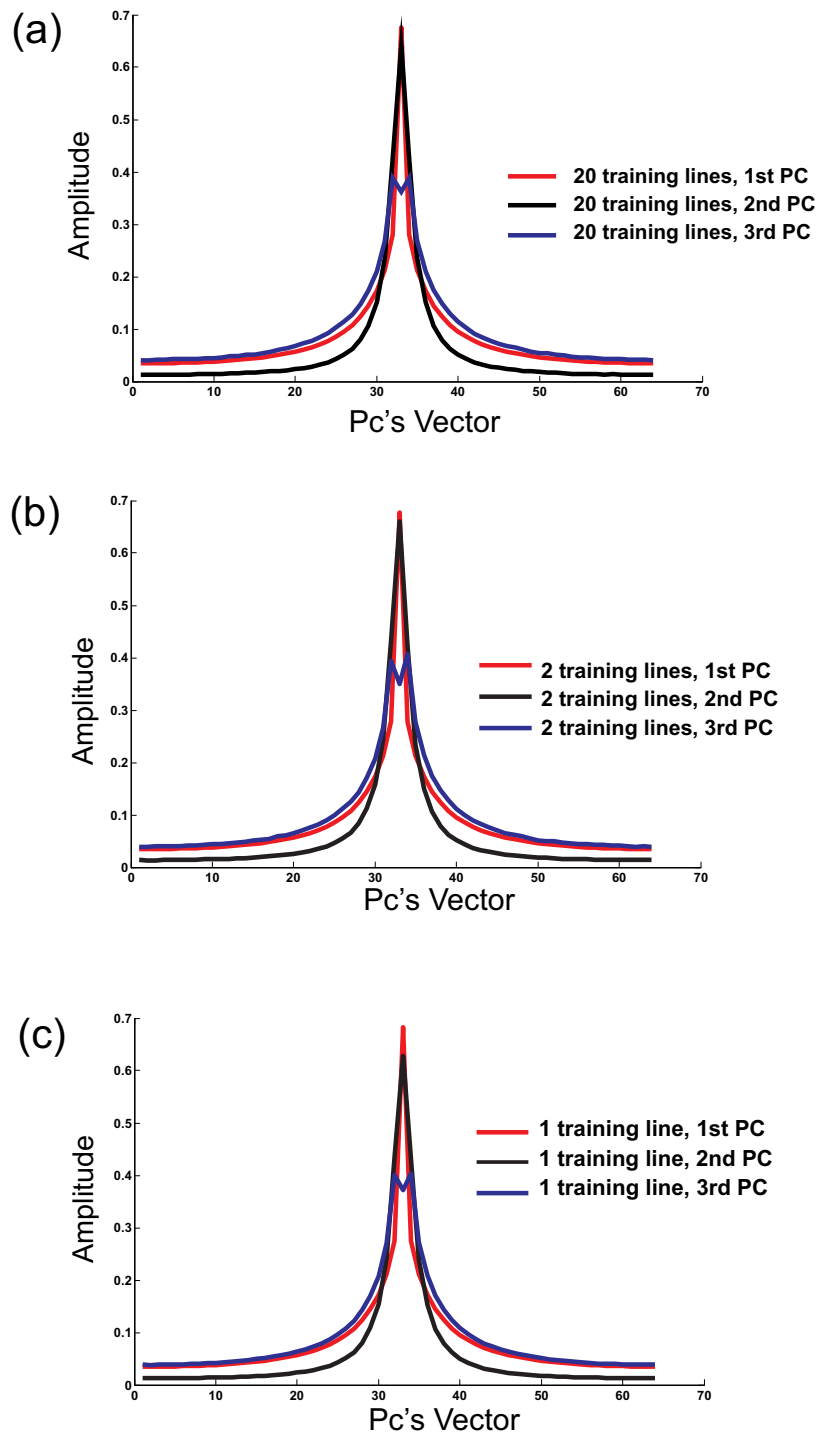 (a)
Amplitude
0.7
0.6
0.5
0.4
0.3
0.2
0.1
0
0 10 20 30 40 50 60 70
Pc's Vector
20 training lines, 1st PC
20 training lines, 2nd PC
20 training lines, 3rd PC
(b)
Amplitude
0.7
0.6
0.5
0.4
0.3
0.2
0.1
0
0 10 20 30 40 50 60 70
Pc's Vector
2 training lines, 1st PC
2 training lines, 2nd PC
2 training lines, 3rd PC
(c)
Amplitude
0.7
0.6
0.5
0.4
0.3
0.2
0.1
0
0 10 20 30 40 50 60 70
Pc's Vector
1 training line, 1st PC
1 training line, 2nd PC
1 training line, 3rd PC